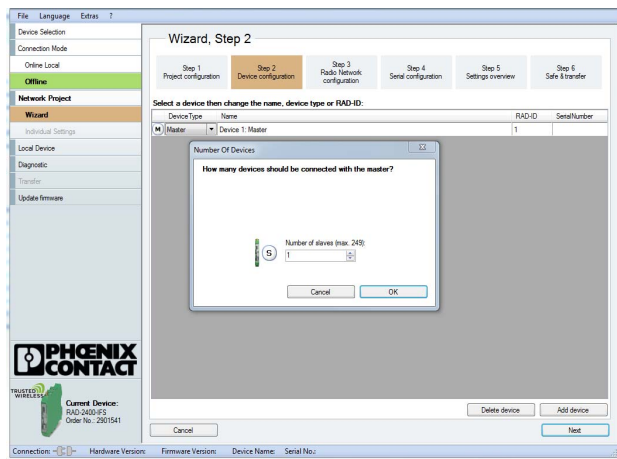 File Language Extras ?
Device Selection
Connection Mode
Online Local
Offline
Network Project
Wizard
Individual Settings
Local Device
Diagnostic
Transfer
Update firmware
Wizard, Step 2
Step 1
Project configuration
Step 2
Device configuration
Step 3
Radio Network
configuration
Step 4
Serial configuration
Step 5
Settings overview
Step 6
Safe & transfer
Select a device then change the name, device type or RAD-ID:
Device Type Name RAD-ID SerialNumber
M Master Device 1: Master 1
Number Of Devices
How many devices should be connected with the master?
Number of slaves (max. 249):
S 1
Cancel OK
PHŒNIX
CONTACT
TRUSTED
WIRELESS
Current Device:
RAD-2400-IFS
Order No.: 2901541
Delete device Add device
Cancel Next
Connection: Hardware Version: Firmware Version: Device Name: Serial No.: